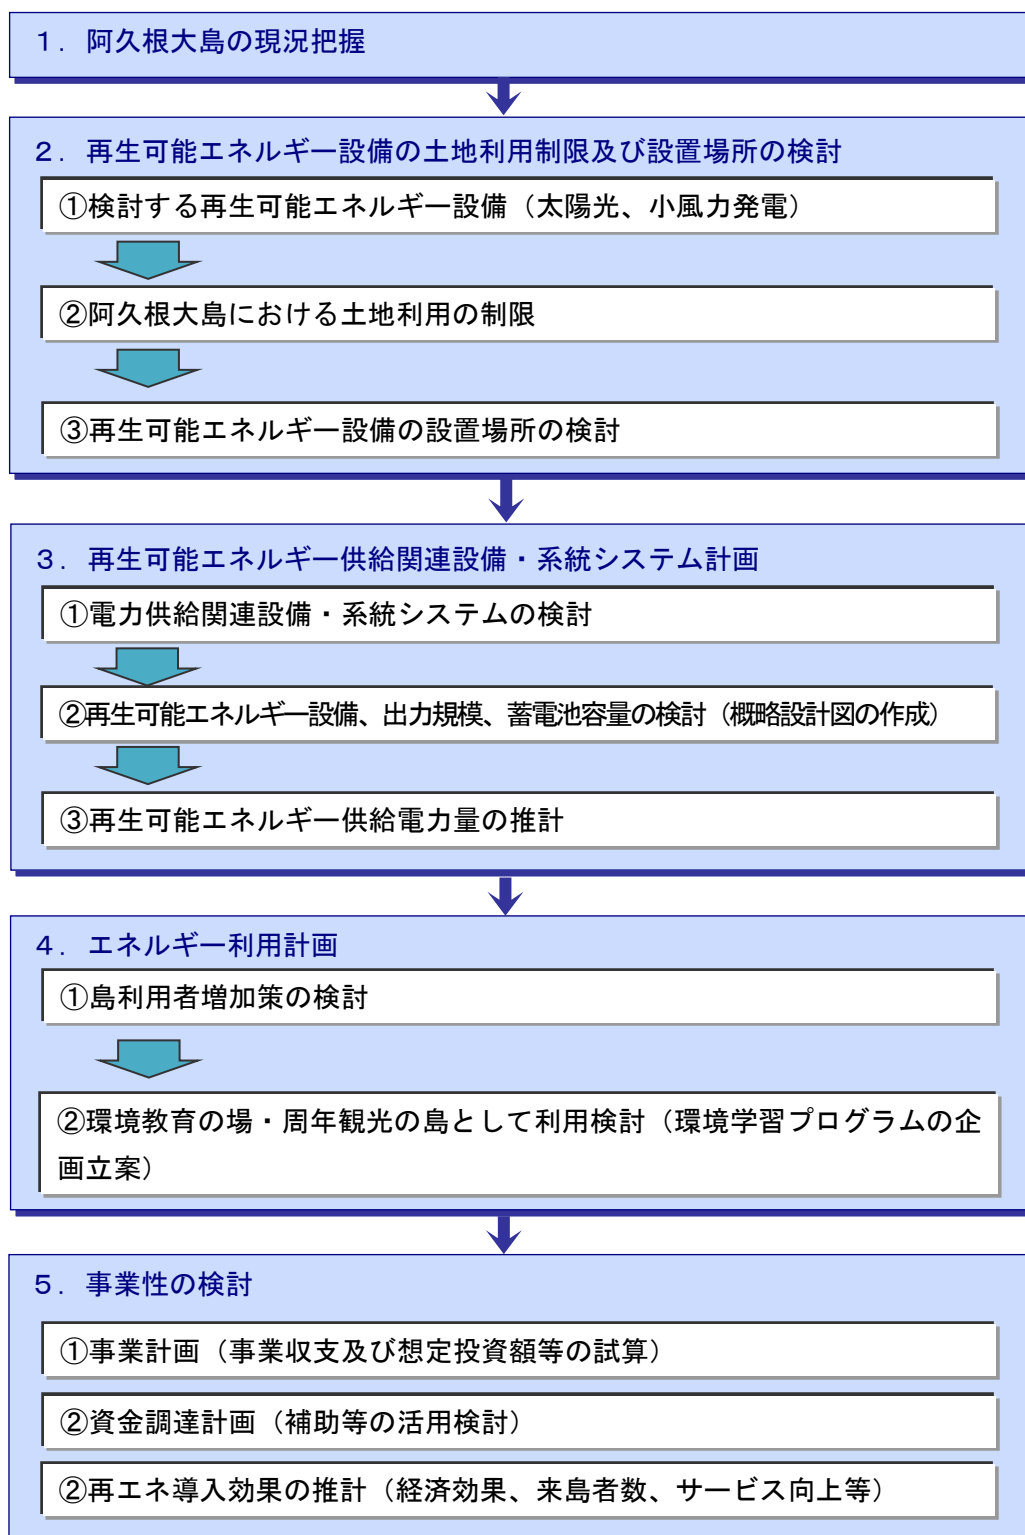 １．阿久根大島の現況把握
２．再生可能エネルギー設備の土地利用制限及び設置場所の検討
①検討する再生可能エネルギー設備（太陽光、小風力発電）
②阿久根大島における土地利用の制限
③再生可能エネルギー設備の設置場所の検討
３．再生可能エネルギー供給関連設備・系統システム計画
①電力供給関連設備・系統システムの検討
②再生可能エネルギー設備、出力規模、蓄電池容量の検討（概略設計図の作成）
③再生可能エネルギー供給電力量の推計
４．エネルギー利用計画
①島利用者増加策の検討
②環境教育の場・周年観光の島として利用検討（環境学習プログラムの企
画立案）
５．事業性の検討
①事業計画（事業収支及び想定投資額等の試算）
②資金調達計画（補助等の活用検討）
②再エネ導入効果の推計（経済効果、来島者数、サービス向上等）